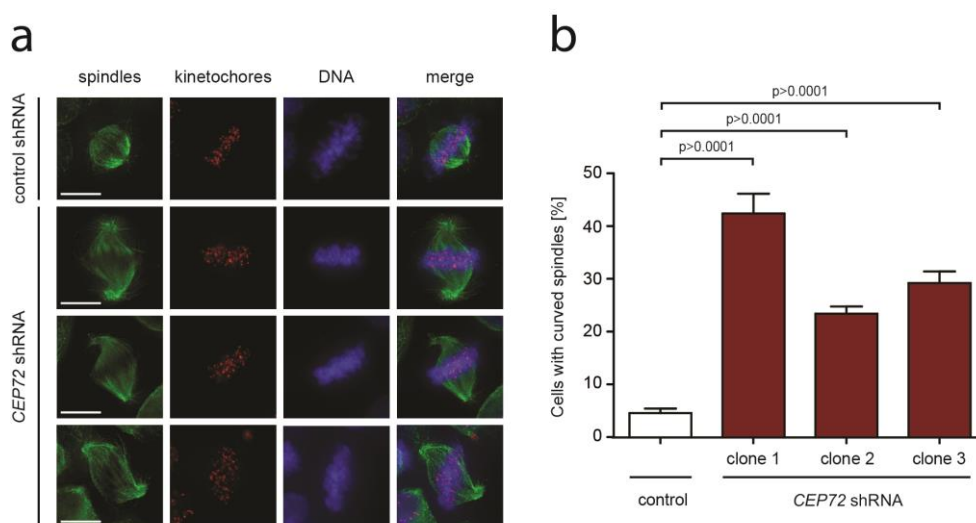 a
spindles kinetochores DNA merge
control shRNA
CEP72 shRNA
b
p>0.0001
p>0.0001
p>0.0001
Cells with curved spindles [%]
50
40
30
20
10
0
clone 1 clone 2 clone 3
control CEP72 shRNA